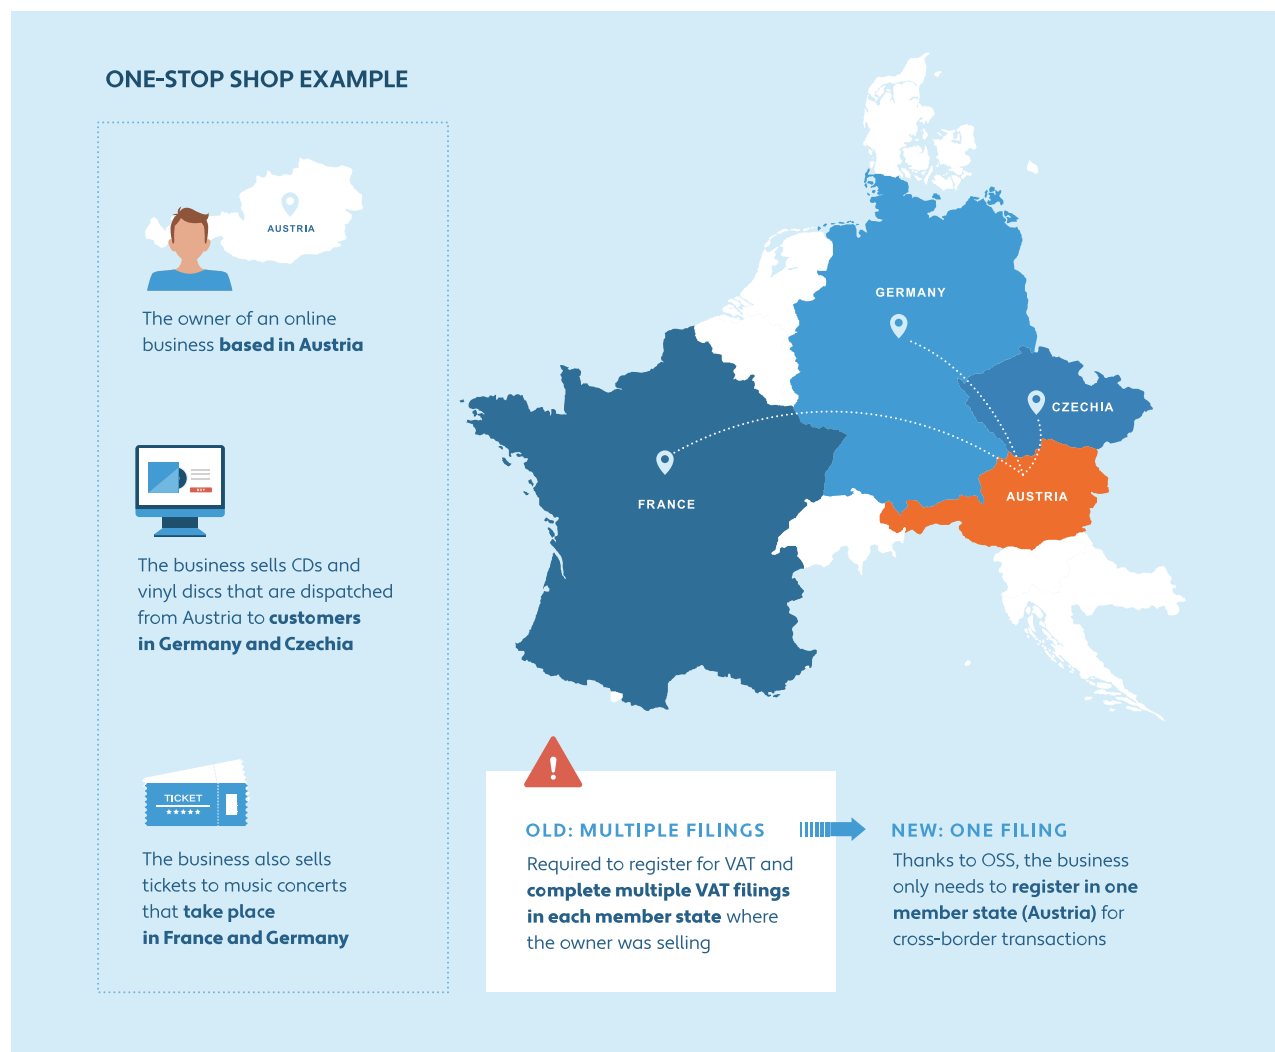 ONE-STOP SHOP EXAMPLE
AUSTRIA
The owner of an online
business based in Austria
The business sells CDs and
vinyl discs that are dispatched
from Austria to customers
in Germany and Czechia
TICKET
The business also sells
tickets to music concerts
that take place
in France and Germany
GERMANY
CZECHIA
FRANCE
AUSTRIA
OLD: MULTIPLE FILINGS
Required to register for VAT and
complete multiple VAT filings
in each member state where
the owner was selling
NEW: ONE FILING
Thanks to OSS, the business
only needs to register in one
member state (Austria) for
cross-border transactions